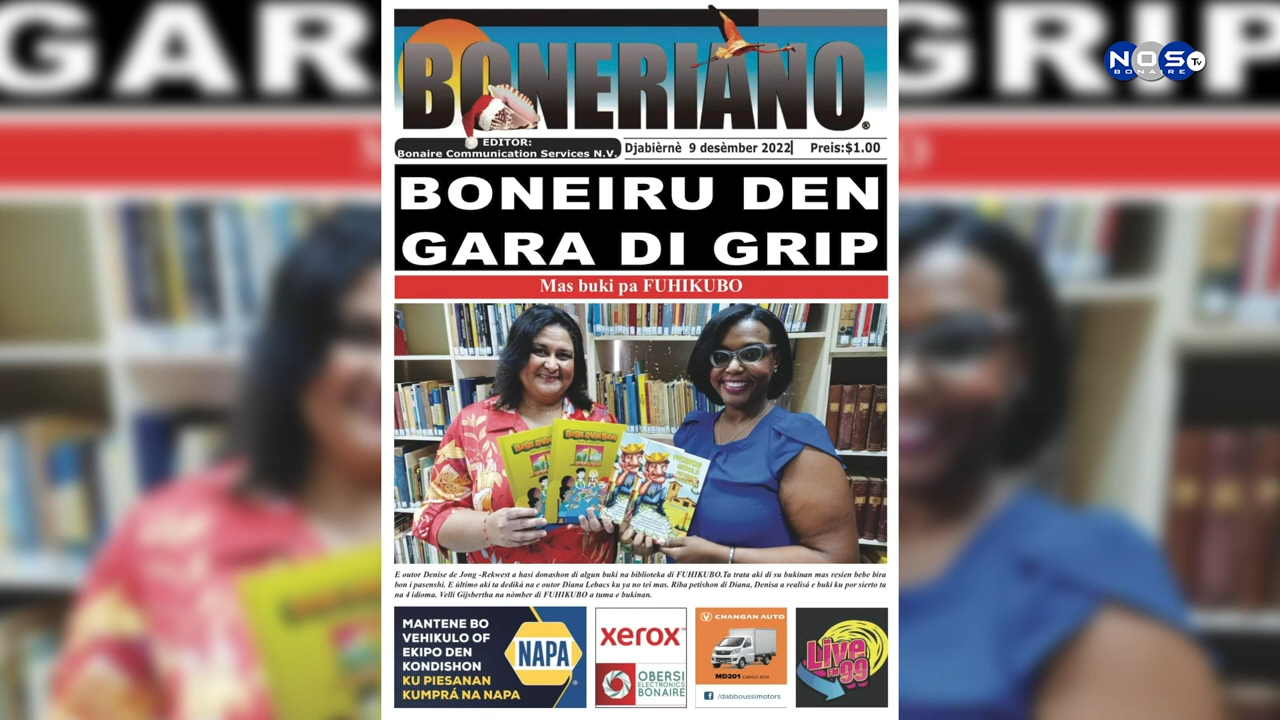 GAR
GRIP
NOS TV
BONAIRE
BONERIANO®
EDITOR:
Bonaire Communication Services N.V.
Djabièrnè 9 desèmber 2022
Preis:$1.00
BONEIRU DEN
GARA DI GRIP
Mas buki pa FUHIKUBO
E outor Denise de Jong -Rekwest a hasi donashon di algun buki na biblioteka di FUHIKUBO.Ta trata aki di su bukinan mas resien bebe bira
bon i pasenshi. E último aki ta dediká na e outor Diana Lebacs ku ya no tei mas. Riba petishon di Diana, Denisa a realisá e buki ku por sierto ta
na 4 idioma. Velli Gijsbertha na nòmber di FUHIKUBO a tuma e bukinan.
MANTENE BO
VEHIKULO OF
EKIPO DEN
KONDISHON
KU PIESANAN
KUMPRÁ NA NAPA
NAPA
xerox™
OBERSI
ELECTRONICS
BONAIRE
CHANGAN AUTO
MD201 CARGO BOX
/dabboussimotors
Live
FM 99